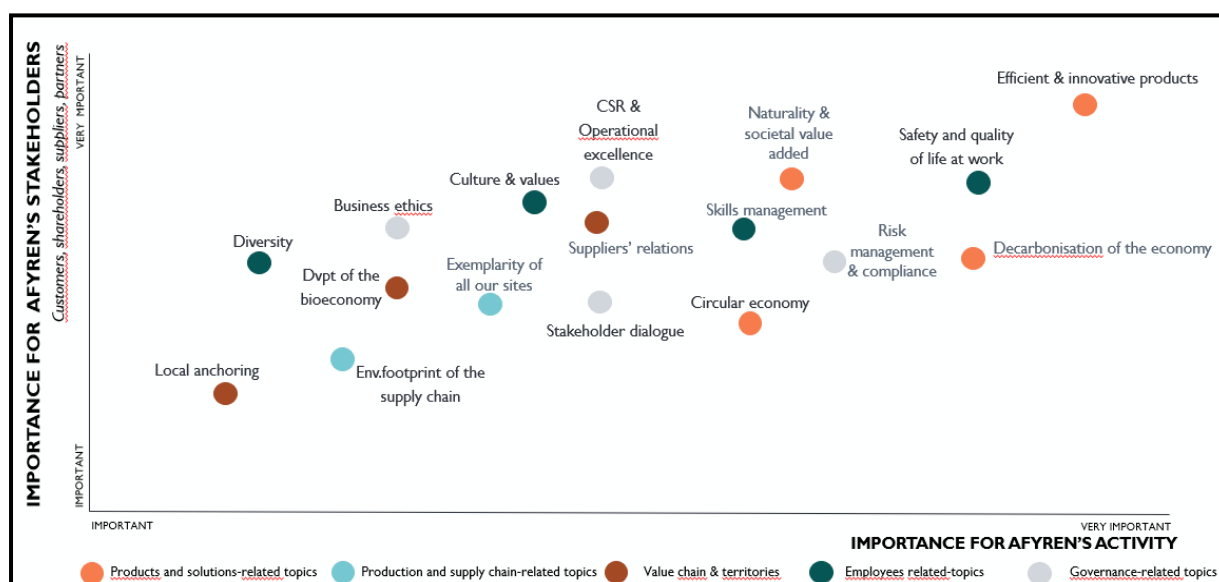 IMPORTANCE FOR AFYREN'S STAKEHOLDERS
Customers, shareholders, suppliers, partners
VERY MPORTANT
IMPORTANT
Efficient & innovative products
CSR &
Operational
excellence
Naturality &
societal value
added
Safety and quality
of life at work
Culture & values
Business ethics
Skills management
Diversity
Suppliers' relations
Risk
management
& compliance
Decarbonisation of the economy
Dvpt of the
bioeconomy
Exemplarity of
all our sites
Circular economy
Stakeholder dialogue
Local anchoring
Env.footprint of the
supply chain
IMPORTANT
VERY IMPORTANT
IMPORTANCE FOR AFYREN'S ACTIVITY
Products and solutions-related topics
Production and supply chain-related topics
Value chain & territories
Employees related-topics
Governance-related topics